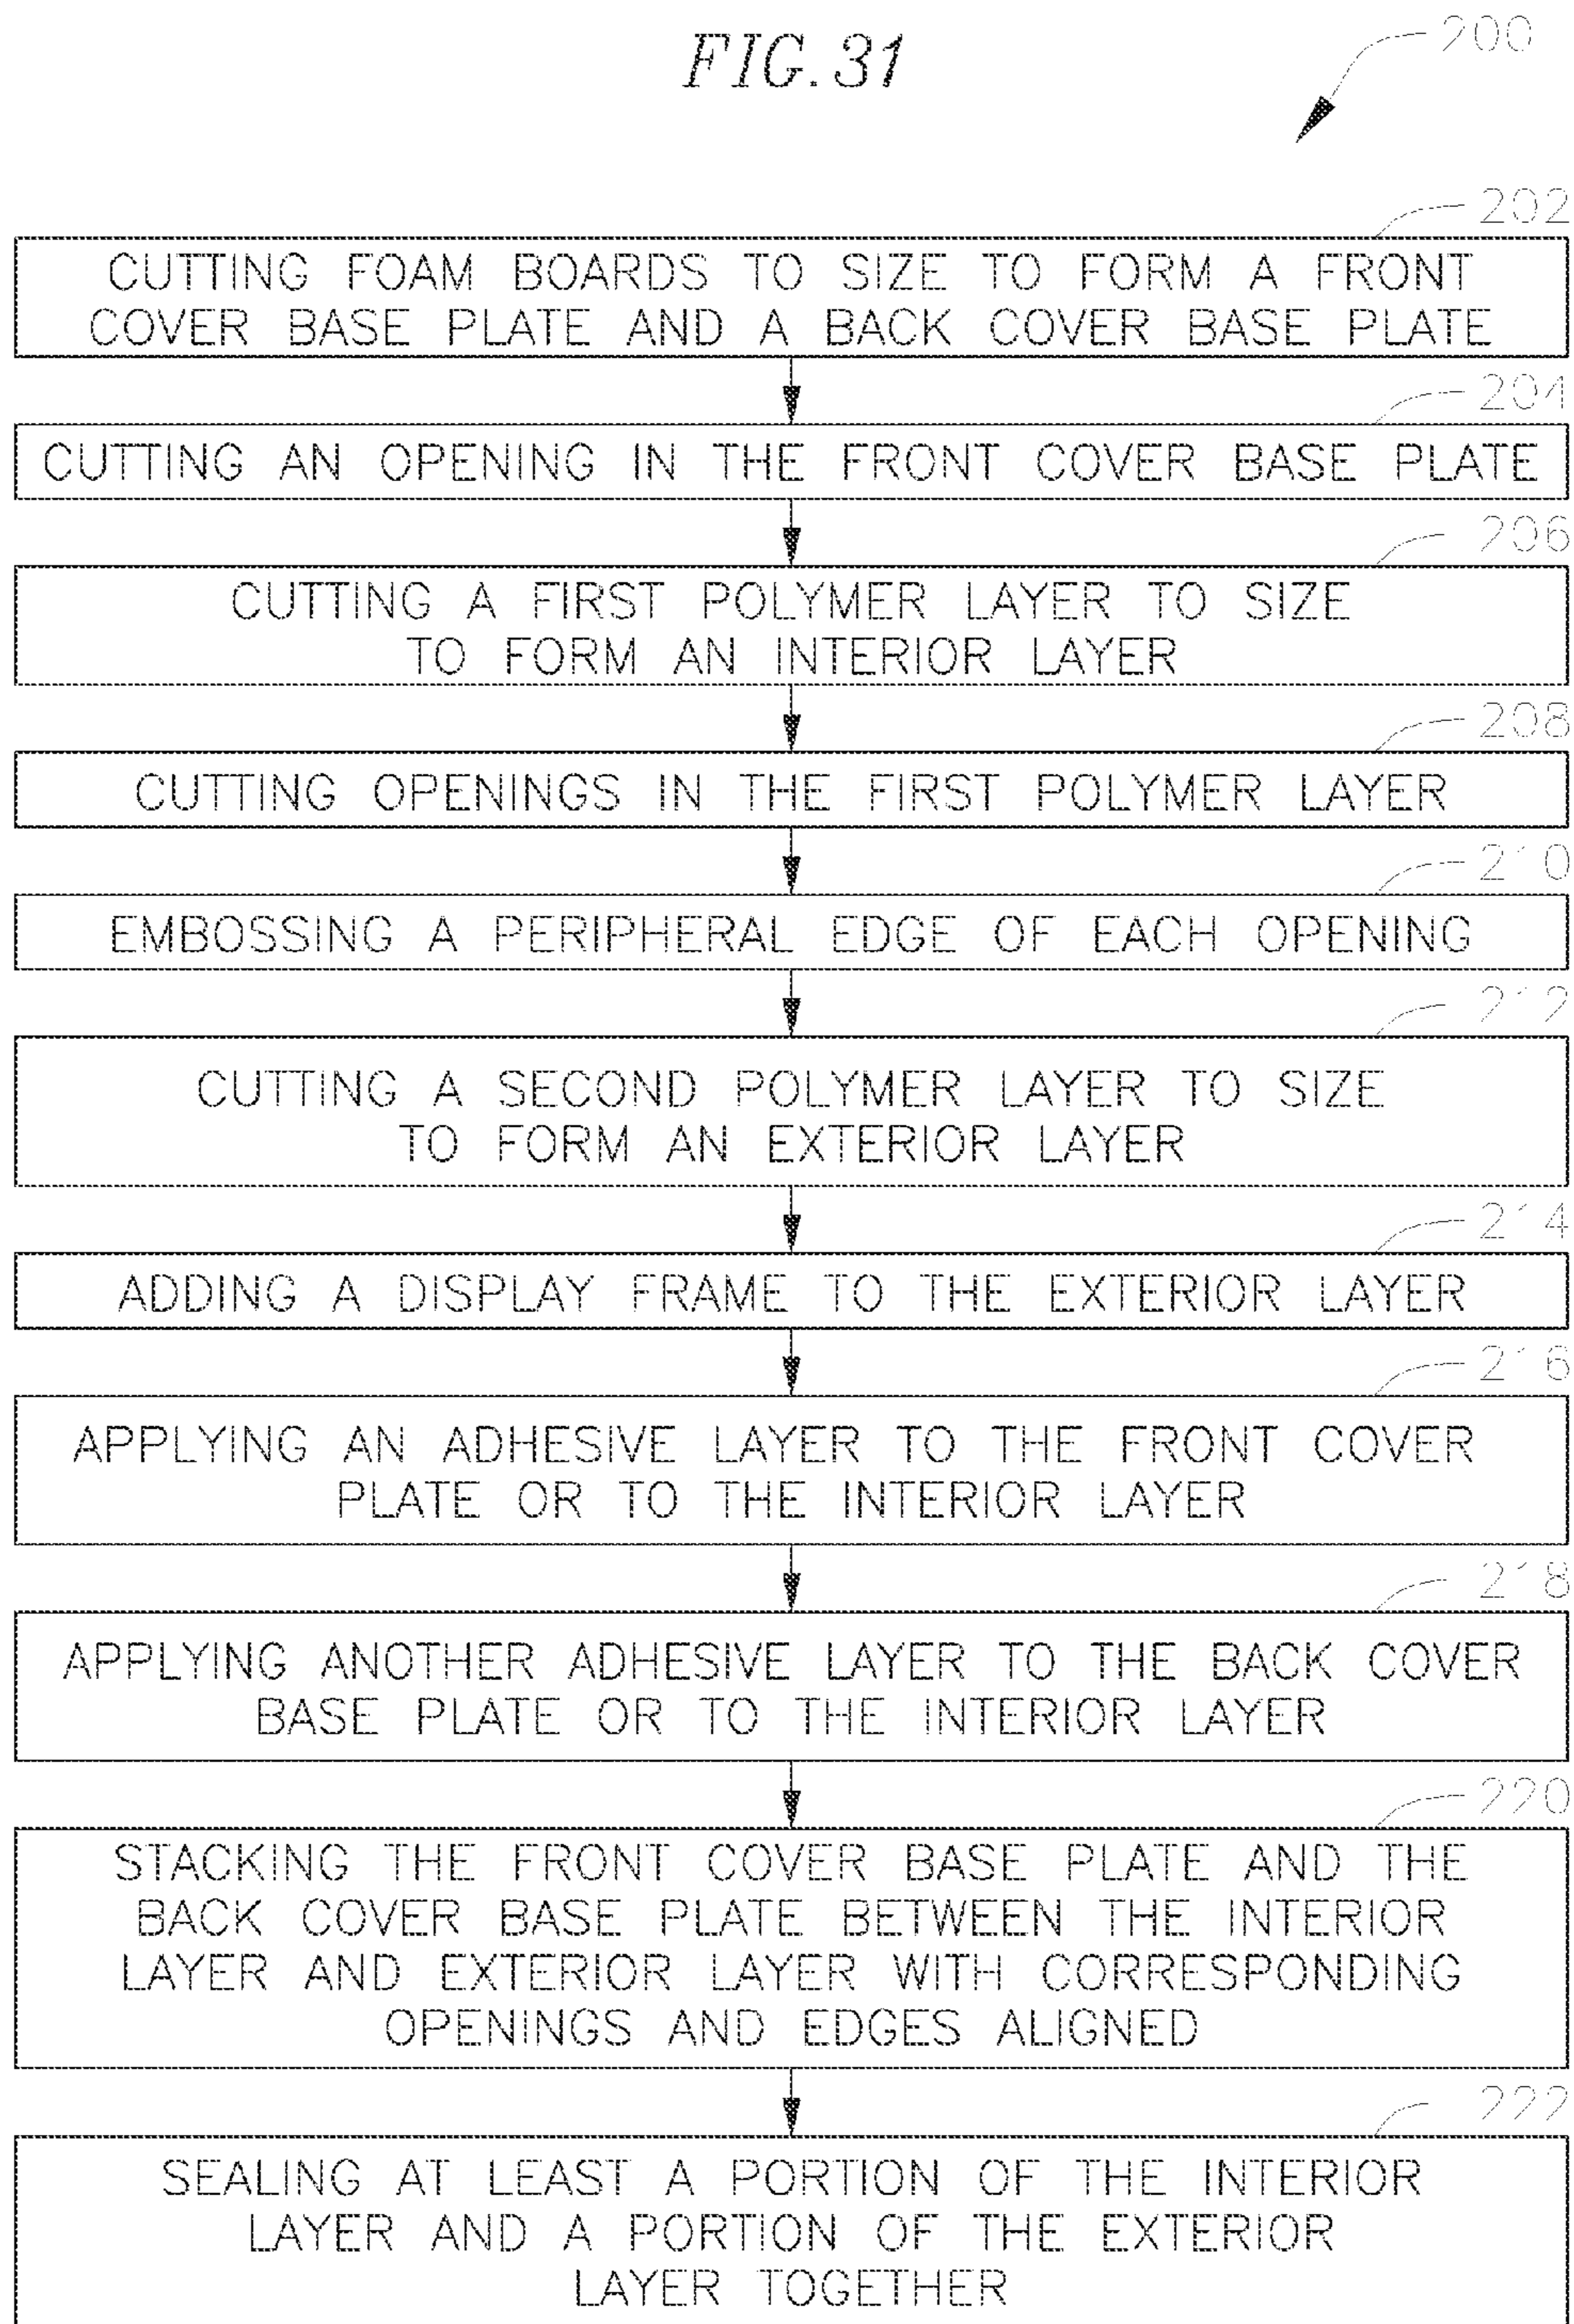 FIG. 31
200
202
CUTTING FOAM BOARDS TO SIZE TO FORM A FRONT
COVER BASE PLATE AND A BACK COVER BASE PLATE
204
CUTTING AN OPENING IN THE FRONT COVER BASE PLATE
206
CUTTING A FIRST POLYMER LAYER TO SIZE
TO FORM AN INTERIOR LAYER
208
CUTTING OPENINGS IN THE FIRST POLYMER LAYER
210
EMBOSSING A PERIPHERAL EDGE OF EACH OPENING
212
CUTTING A SECOND POLYMER LAYER TO SIZE
TO FORM AN EXTERIOR LAYER
214
ADDING A DISPLAY FRAME TO THE EXTERIOR LAYER
216
APPLYING AN ADHESIVE LAYER TO THE FRONT COVER
PLATE OR TO THE INTERIOR LAYER
218
APPLYING ANOTHER ADHESIVE LAYER TO THE BACK COVER
BASE PLATE OR TO THE INTERIOR LAYER
220
STACKING THE FRONT COVER BASE PLATE AND THE
BACK COVER BASE PLATE BETWEEN THE INTERIOR
LAYER AND EXTERIOR LAYER WITH CORRESPONDING
OPENINGS AND EDGES ALIGNED
222
SEALING AT LEAST A PORTION OF THE INTERIOR
LAYER AND A PORTION OF THE EXTERIOR
LAYER TOGETHER